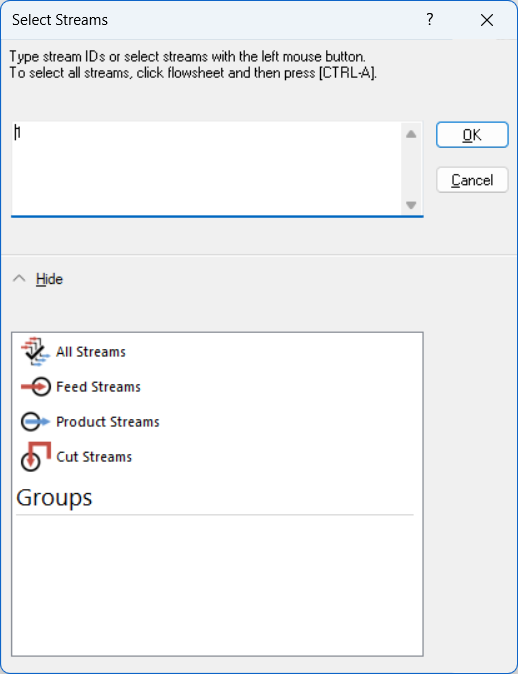 Select Streams
?
Type stream IDs or select streams with the left mouse button.
To select all streams, click flowsheet and then press [CTRL-A].
1
OK
Cancel
Hide
All Streams
Feed Streams
Product Streams
Cut Streams
Groups